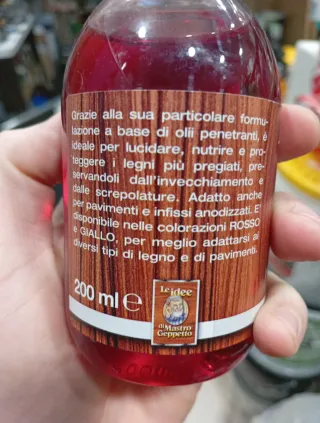 Grazie alla sua particolare formu-
lazione a base di olii penetranti, è
ideale per lucidare, nutrire e pro-
teggere i legni più pregiati, pre-
servandoli dall'invecchiamento e
dalle screpolature. Adatto anche
per pavimenti e infissi anodizzati. E'
disponibile nelle colorazioni ROSSO
e GIALLO, per meglio adattarsi ai
diversi tipi di legno e di pavimenti.
200 ml e
Le idee
di Mastro
Geppetto